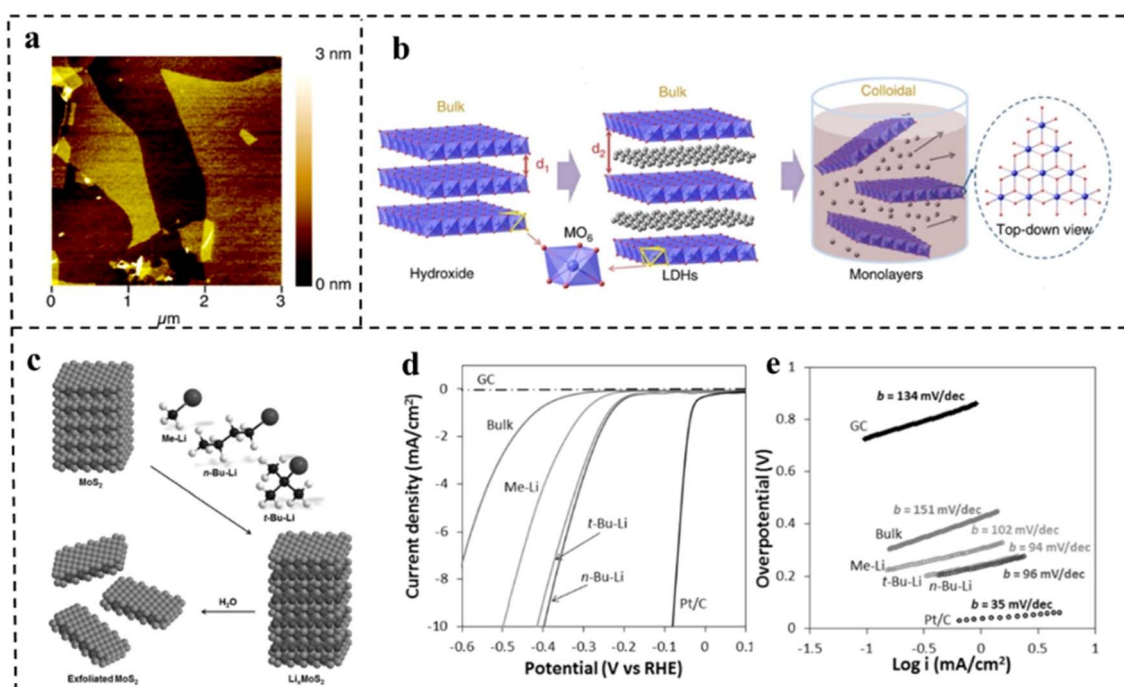 a
3 nm
0 nm
0 1 2 3
µm
b
Bulk
Bulk
Colloidal
d1
d2
MO6
Hydroxide
LDHs
Monolayers
Top-down view
c
MoS2
Me-Li
n-Bu-Li
t-Bu-Li
H2O
Exfoliated MoS2
LixMoS2
d
Current density (mA/cm²)
0
-2
-4
-6
-8
-10
GC
Bulk
Me-Li
t-Bu-Li
n-Bu-Li
Pt/C
-0.6 -0.5 -0.4 -0.3 -0.2 -0.1 0 0.1
Potential (V vs RHE)
e
Overpotential (V)
1
0.8
0.6
0.4
0.2
0
b = 134 mV/dec
GC
b = 151 mV/dec
Bulk
b = 102 mV/dec
Me-Li
b = 94 mV/dec
t-Bu-Li
n-Bu-Li
b = 96 mV/dec
b = 35 mV/dec
Pt/C
-1.5 -1 -0.5 0 0.5 1
Log i (mA/cm²)